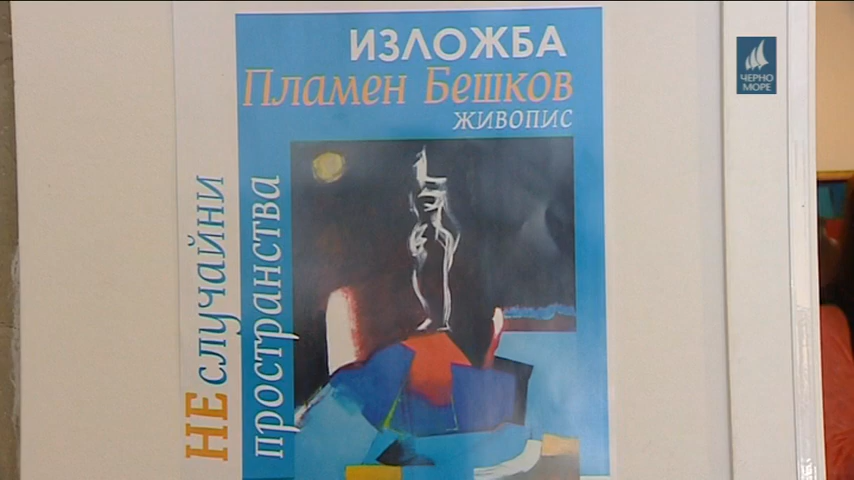 ИЗЛОЖБА
Пламен Бешков
ЖИВОПИС
НЕслучайни
пространства
ЧЕРНО
МОРЕ